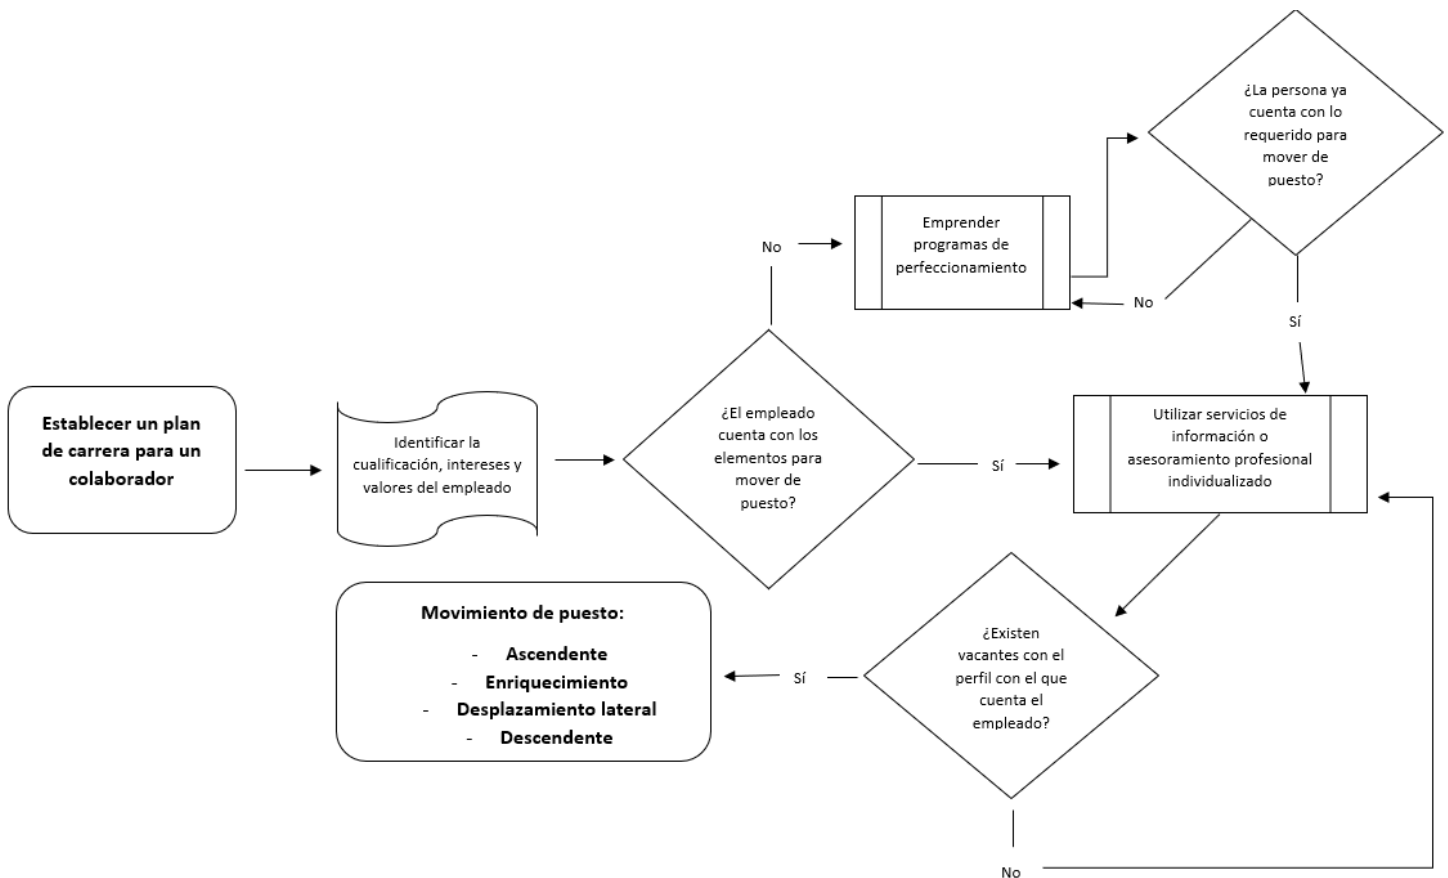 ¿La persona ya
cuenta con lo
requerido para
mover de
puesto?
Emprender
programas de
perfeccionamiento
No
No
Sí
Establecer un plan
de carrera para un
colaborador
Identificar la
cualificación, intereses y
valores del empleado
¿El empleado
cuenta con los
elementos para
mover de
puesto?
Sí
Utilizar servicios de
información o
asesoramiento profesional
individualizado
¿Existen
vacantes con el
perfil con el que
cuenta el
empleado?
Sí
Movimiento de puesto:
- Ascendente
- Enriquecimiento
- Desplazamiento lateral
- Descendente
No